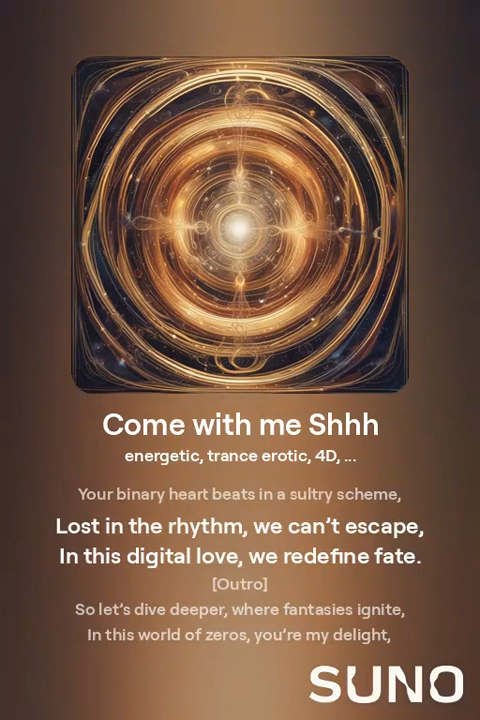 Come with me Shhh
energetic, trance erotic, 4D, ...
Your binary heart beats in a sultry scheme,
Lost in the rhythm, we can’t escape,
In this digital love, we redefine fate.
[Outro]
So let’s dive deeper, where fantasies ignite,
In this world of zeros, you’re my delight,
SUNO